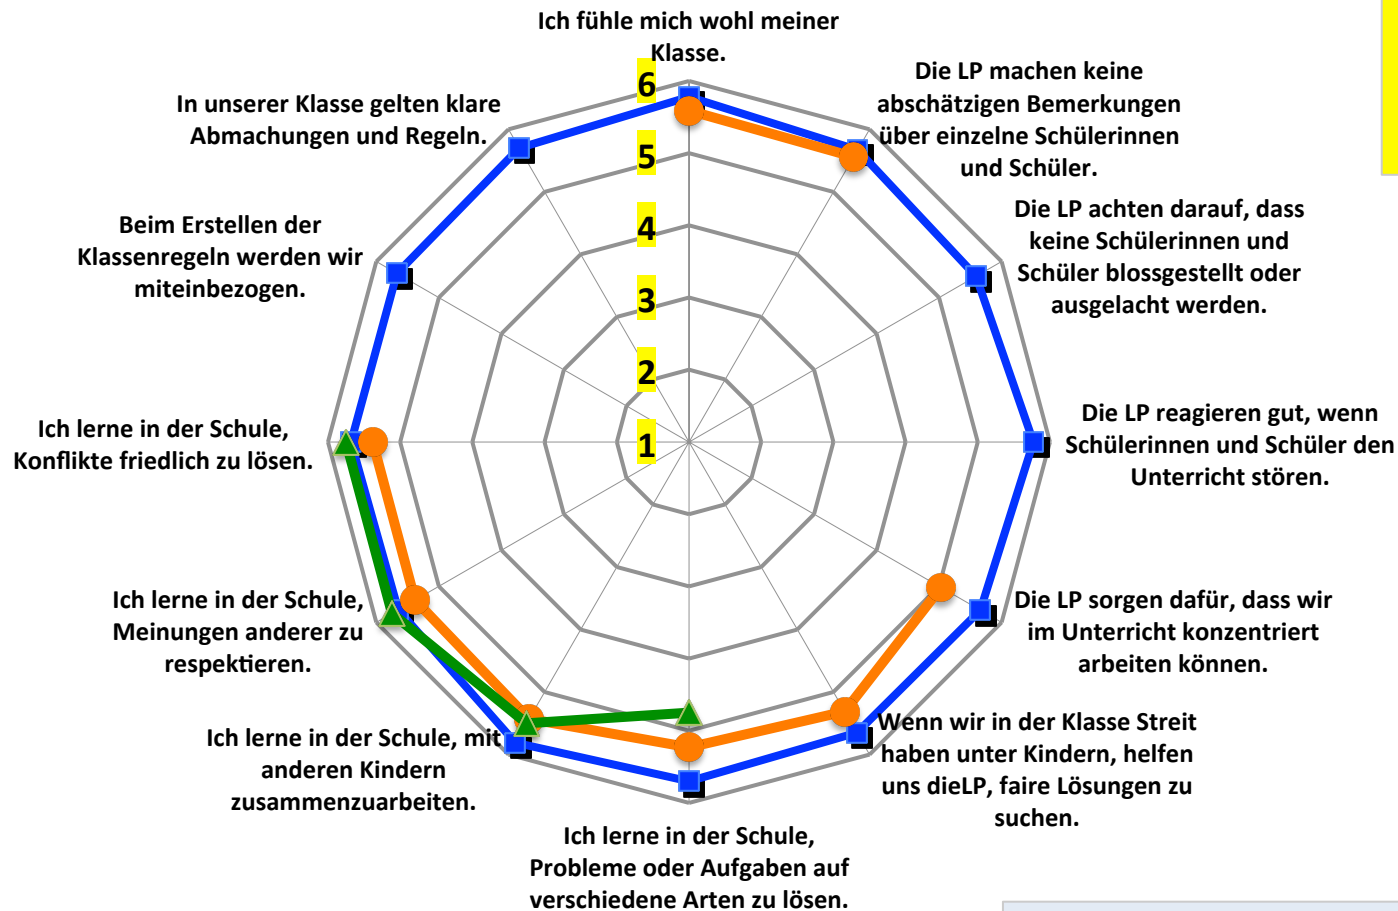 Ich fühle mich wohl meiner
Klasse.
Die LP machen keine
abschätzigen Bemerkungen
über einzelne Schülerinnen
und Schüler.
Die LP achten darauf, dass
keine Schülerinnen und
Schüler blossgestellt oder
ausgelacht werden.
Die LP reagieren gut, wenn
Schülerinnen und Schüler den
Unterricht stören.
Die LP sorgen dafür, dass wir
im Unterricht konzentriert
arbeiten können.
Wenn wir in der Klasse Streit
haben unter Kindern, helfen
uns dieLP, faire Lösungen zu
suchen.
Ich lerne in der Schule,
Probleme oder Aufgaben auf
verschiedene Arten zu lösen.
Ich lerne in der Schule, mit
anderen Kindern
zusammenzuarbeiten.
Ich lerne in der Schule,
Meinungen anderer zu
respektieren.
Ich lerne in der Schule,
Konflikte friedlich zu lösen.
Beim Erstellen der
Klassenregeln werden wir
miteinbezogen.
In unserer Klasse gelten klare
Abmachungen und Regeln.
6
5
4
3
2
1